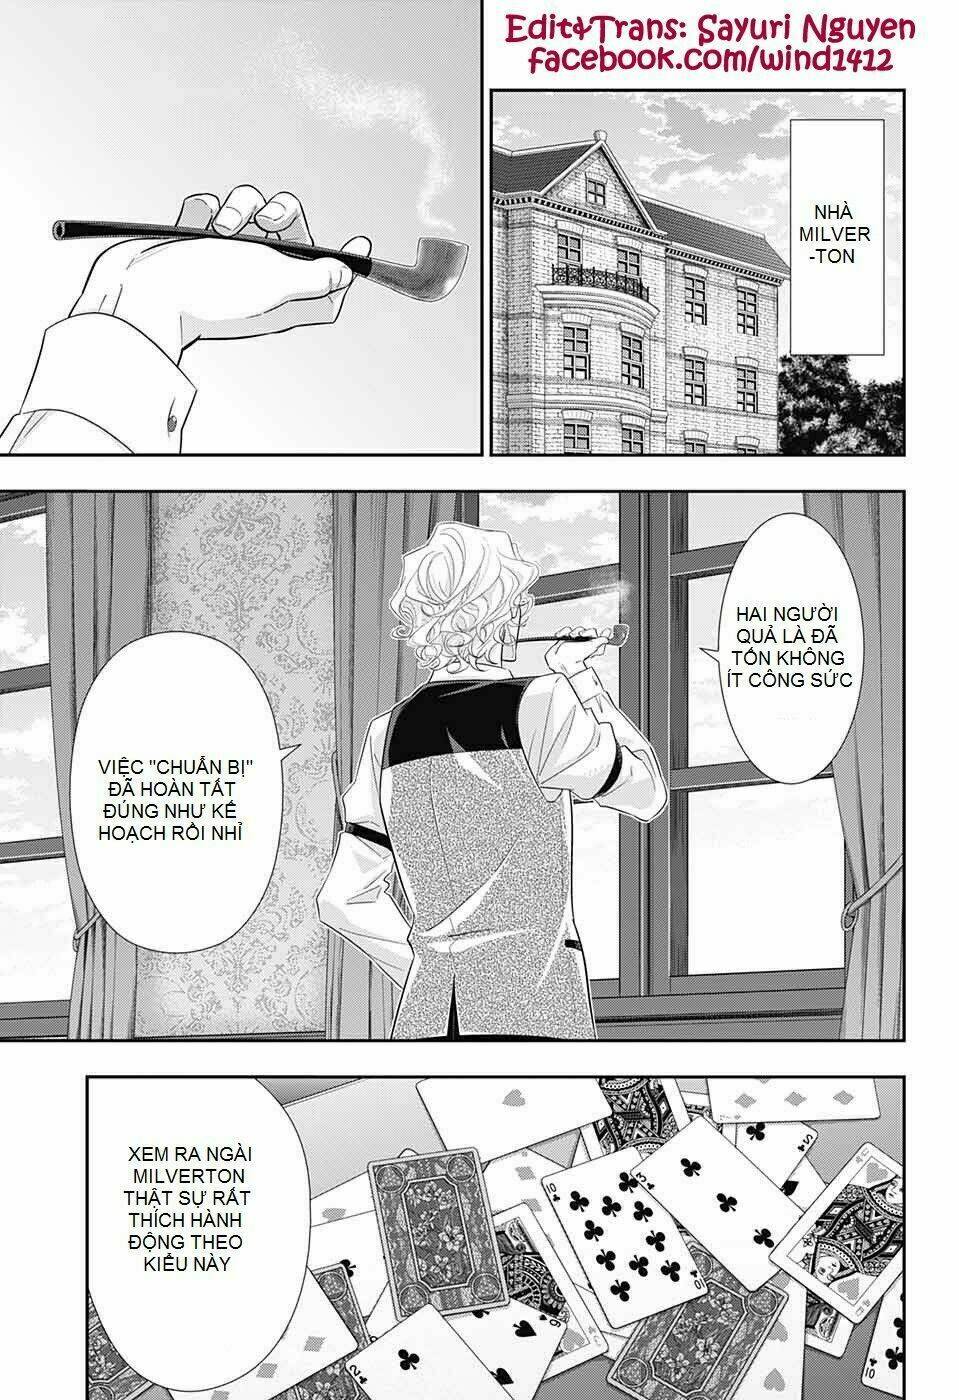 Edit&Trans: Sayuri Nguyen
facebook.com/wind1412
NHÀ
MILVER
-TON
HAI NGƯỜI
QUẢ LÀ ĐÃ
TỐN KHÔNG
ÍT CÔNG SỨC
VIỆC "CHUẨN BỊ"
ĐÃ HOÀN TẤT
ĐÚNG NHƯ KẾ
HOẠCH RỒI NHỈ
XEM RA NGÀI
MILVERTON
THẬT SỰ RẤT
THÍCH HÀNH
ĐỘNG THEO
KIỂU NÀY